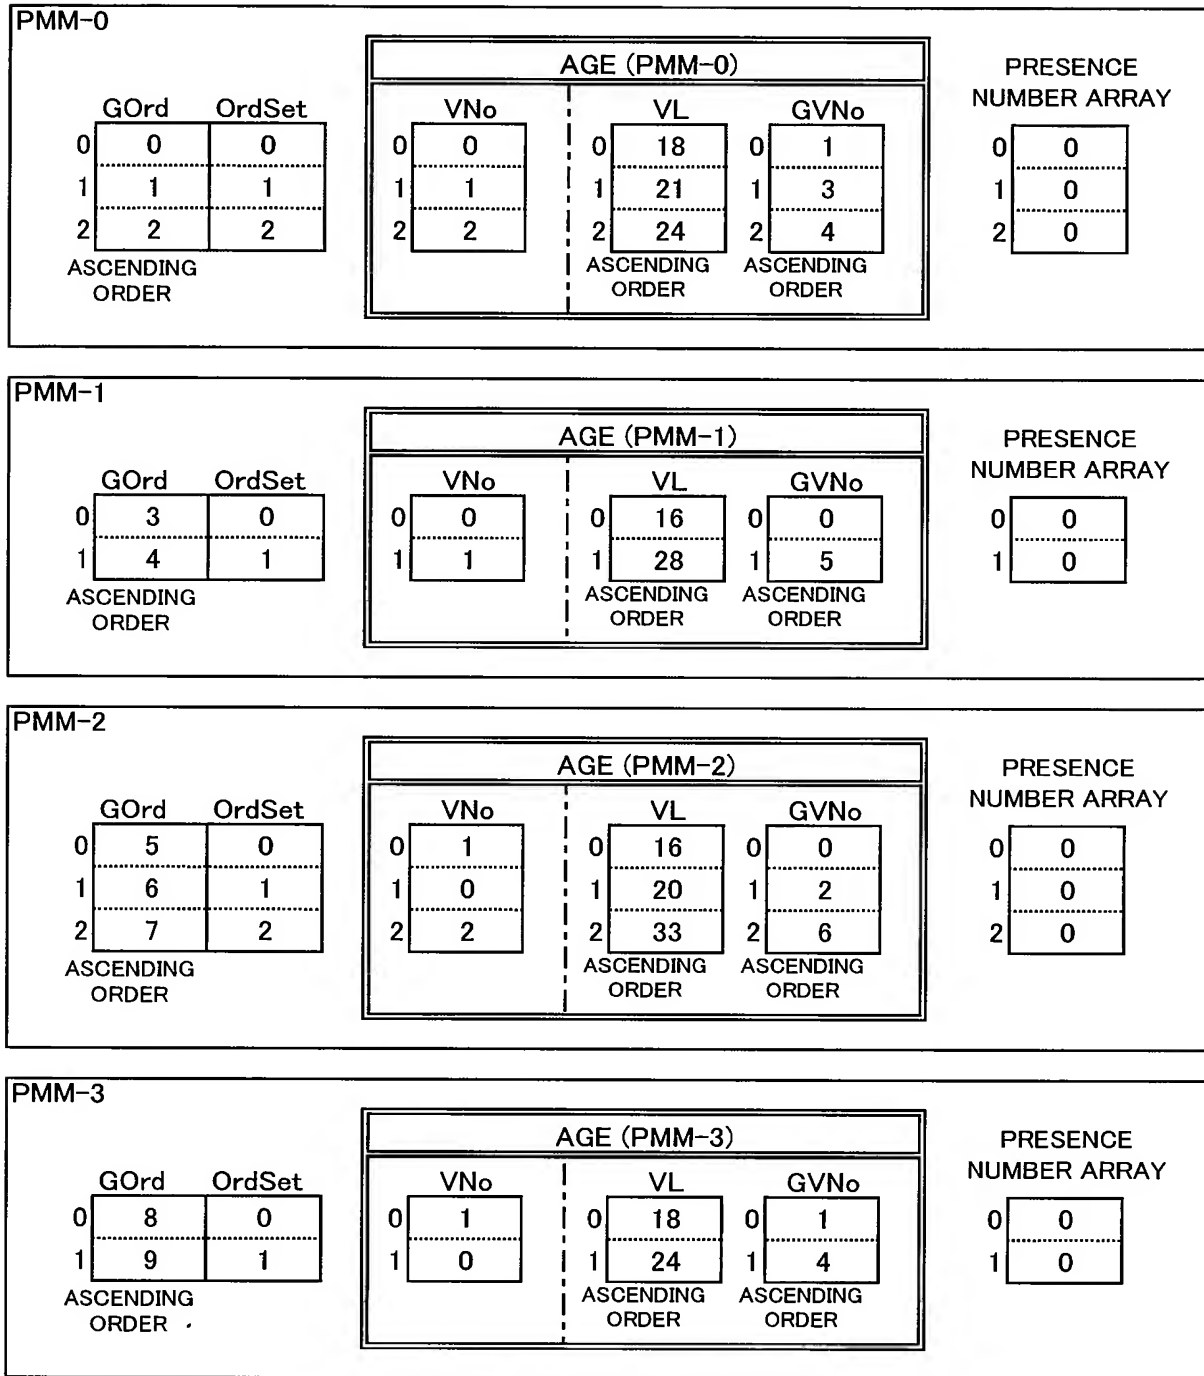 PMM-0
AGE (PMM-0)
PRESENCE
NUMBER ARRAY
GOrd OrdSet VNo VL GVNo
0 0 0 0 0 0 18 0 1 0 0
1 1 1 1 1 1 21 1 3 1 0
2 2 2 2 2 2 24 2 4 2 0
ASCENDING ORDER ASCENDING ORDER ASCENDING ORDER
PMM-1
AGE (PMM-1)
PRESENCE
NUMBER ARRAY
GOrd OrdSet VNo VL GVNo
0 3 0 0 0 0 16 0 0 0 0
1 4 1 1 1 1 28 1 5 1 0
ASCENDING ORDER ASCENDING ORDER ASCENDING ORDER
PMM-2
AGE (PMM-2)
PRESENCE
NUMBER ARRAY
GOrd OrdSet VNo VL GVNo
0 5 0 0 1 0 16 0 0 0 0
1 6 1 1 0 1 20 1 2 1 0
2 7 2 2 2 2 33 2 6 2 0
ASCENDING ORDER ASCENDING ORDER ASCENDING ORDER
PMM-3
AGE (PMM-3)
PRESENCE
NUMBER ARRAY
GOrd OrdSet VNo VL GVNo
0 8 0 0 1 0 18 0 1 0 0
1 9 1 1 0 1 24 1 4 1 0
ASCENDING ORDER ASCENDING ORDER ASCENDING ORDER